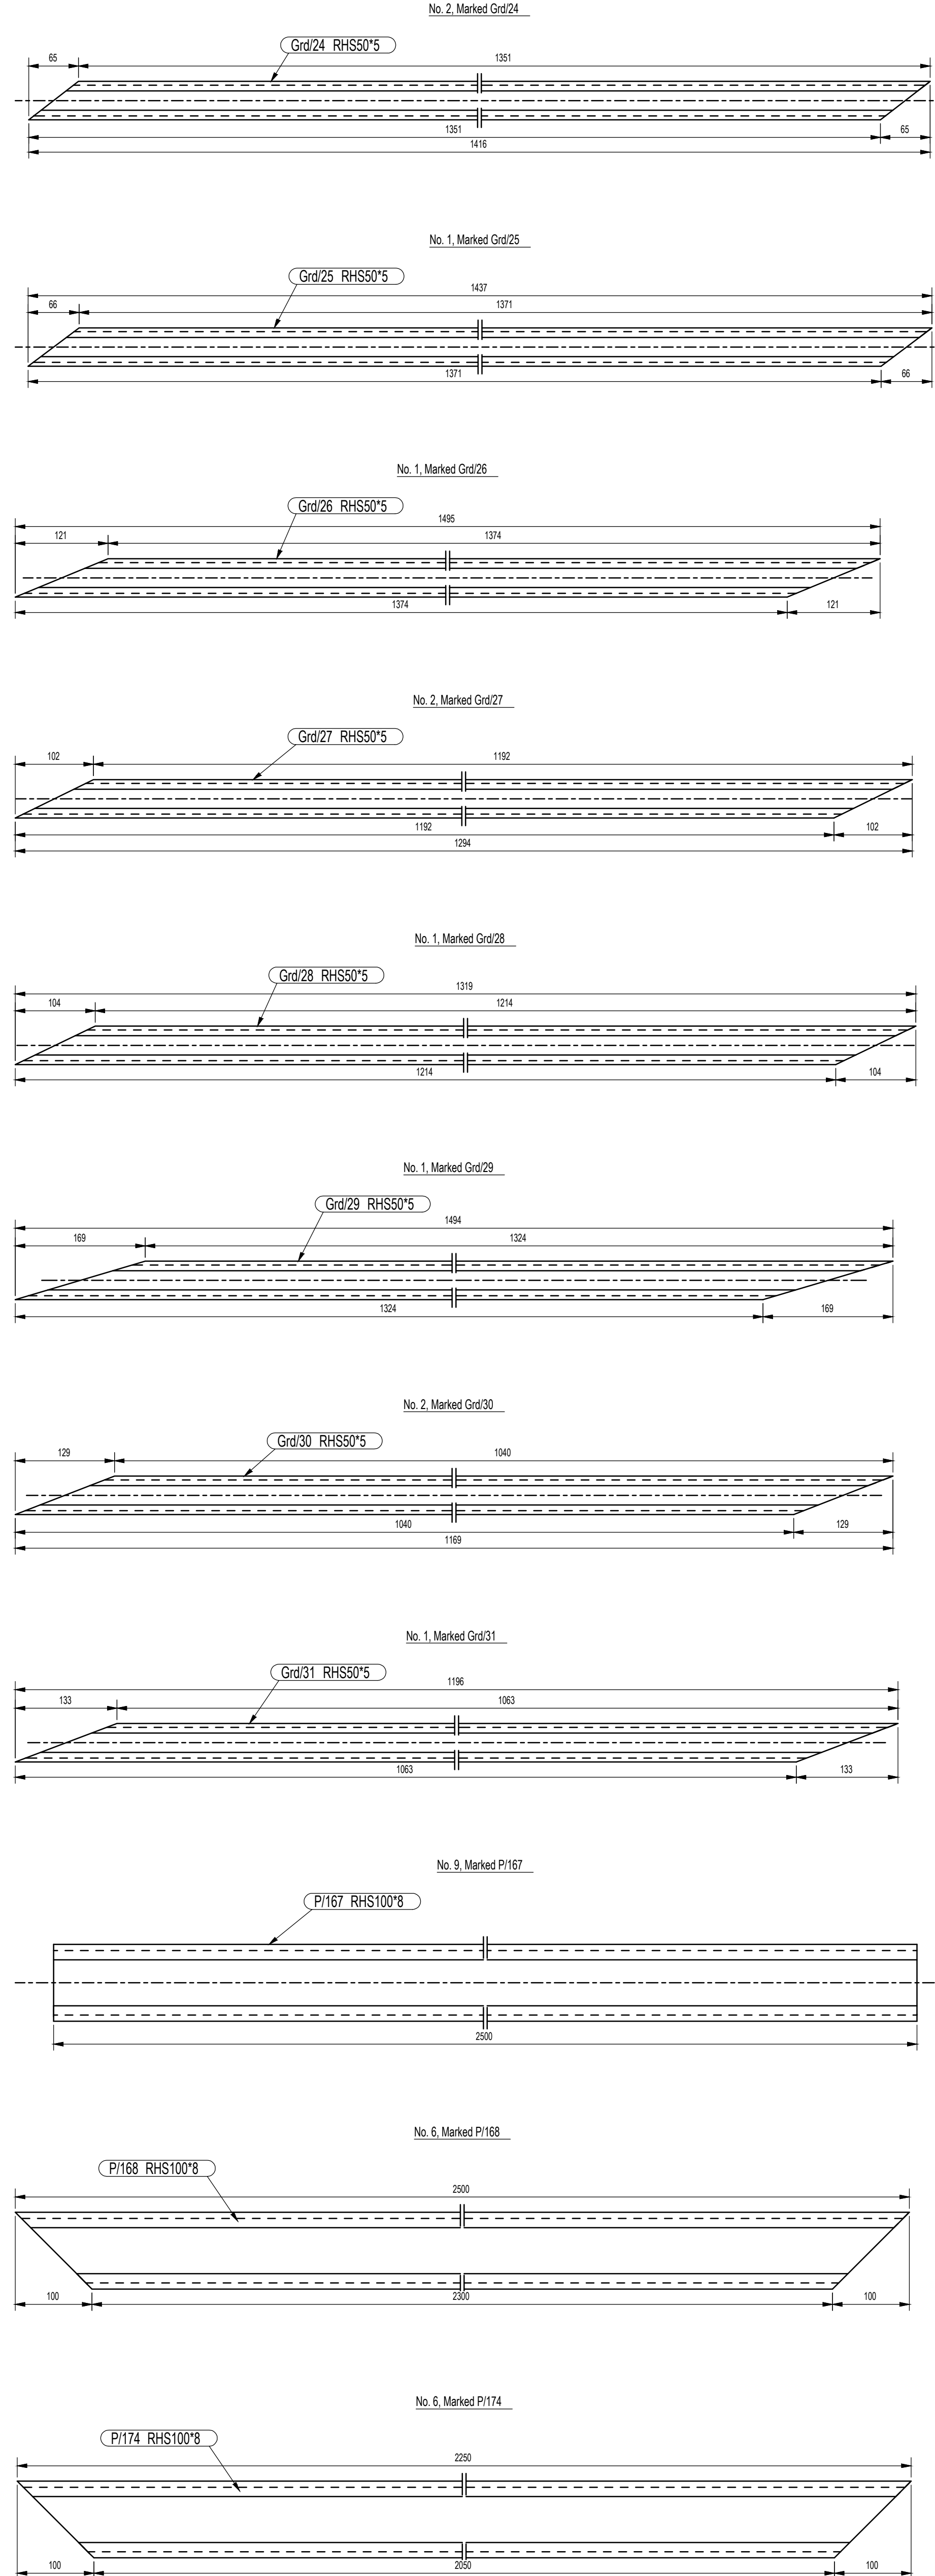 No. 2, Marked Grd/24
Grd/24 RHS50*5
65 1351
1351 65
1416
No. 1, Marked Grd/25
Grd/25 RHS50*5
1437
66 1371
1371 66
No. 1, Marked Grd/26
Grd/26 RHS50*5
1495
121 1374
1374 121
No. 2, Marked Grd/27
Grd/27 RHS50*5
102 1192
1192 102
1294
No. 1, Marked Grd/28
Grd/28 RHS50*5
1319
104 1214
1214 104
No. 1, Marked Grd/29
Grd/29 RHS50*5
1494
169 1324
1324 169
No. 2, Marked Grd/30
Grd/30 RHS50*5
129 1040
1040 129
1169
No. 1, Marked Grd/31
Grd/31 RHS50*5
1196
133 1063
1063 133
No. 9, Marked P/167
P/167 RHS100*8
2500
No. 6, Marked P/168
P/168 RHS100*8
2500
100 2300 100
No. 6, Marked P/174
P/174 RHS100*8
2250
100 2050 100